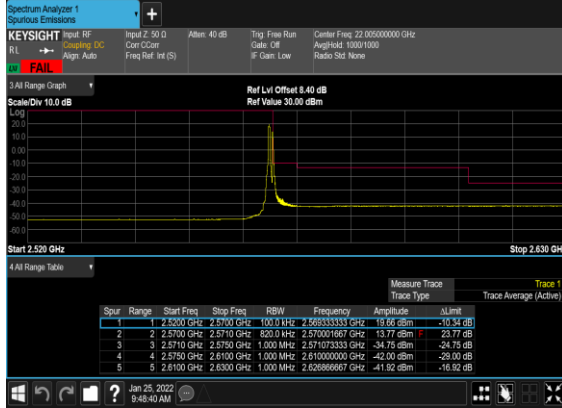 Spectrum Analyzer 1
Spurious Emissions
+
KEYSIGHT Input: RF Input Z: 50 Ω Atten: 40 dB Trig: Free Run Center Freq: 22.005000000 GHz
RL Coupling: DC Corr CCorr Gate: Off Avg|Hold: 1000/1000
Align: Auto Freq Ref: Int (S) IF Gain: Low Radio Std: None
LXI FAIL
3 All Range Graph
Ref Lvl Offset 8.40 dB
Scale/Div 10.0 dB Ref Value 30.00 dBm
Log
20.0
10.0
0.00
-10.0
-20.0
-30.0
-40.0
-50.0
-60.0
Start 2.520 GHz Stop 2.630 GH
4 All Range Table
Measure Trace Trace 1
Trace Type Trace Average (Active)
Spur Range Start Freq Stop Freq RBW Frequency Amplitude ΔLimit
1 1 2.5200 GHz 2.5700 GHz 100.0 kHz 2.569333333 GHz 19.66 dBm -10.34 dB
2 2 2.5700 GHz 2.5710 GHz 820.0 kHz 2.570001667 GHz 13.77 dBm F 23.77 dB
3 3 2.5710 GHz 2.5750 GHz 1.000 MHz 2.571073333 GHz -34.75 dBm -24.75 dB
4 4 2.5750 GHz 2.6100 GHz 1.000 MHz 2.610000000 GHz -42.00 dBm -29.00 dB
5 5 2.6100 GHz 2.6300 GHz 1.000 MHz 2.626866667 GHz -41.92 dBm -16.92 dB
? Jan 25, 2022
9:48:40 AM